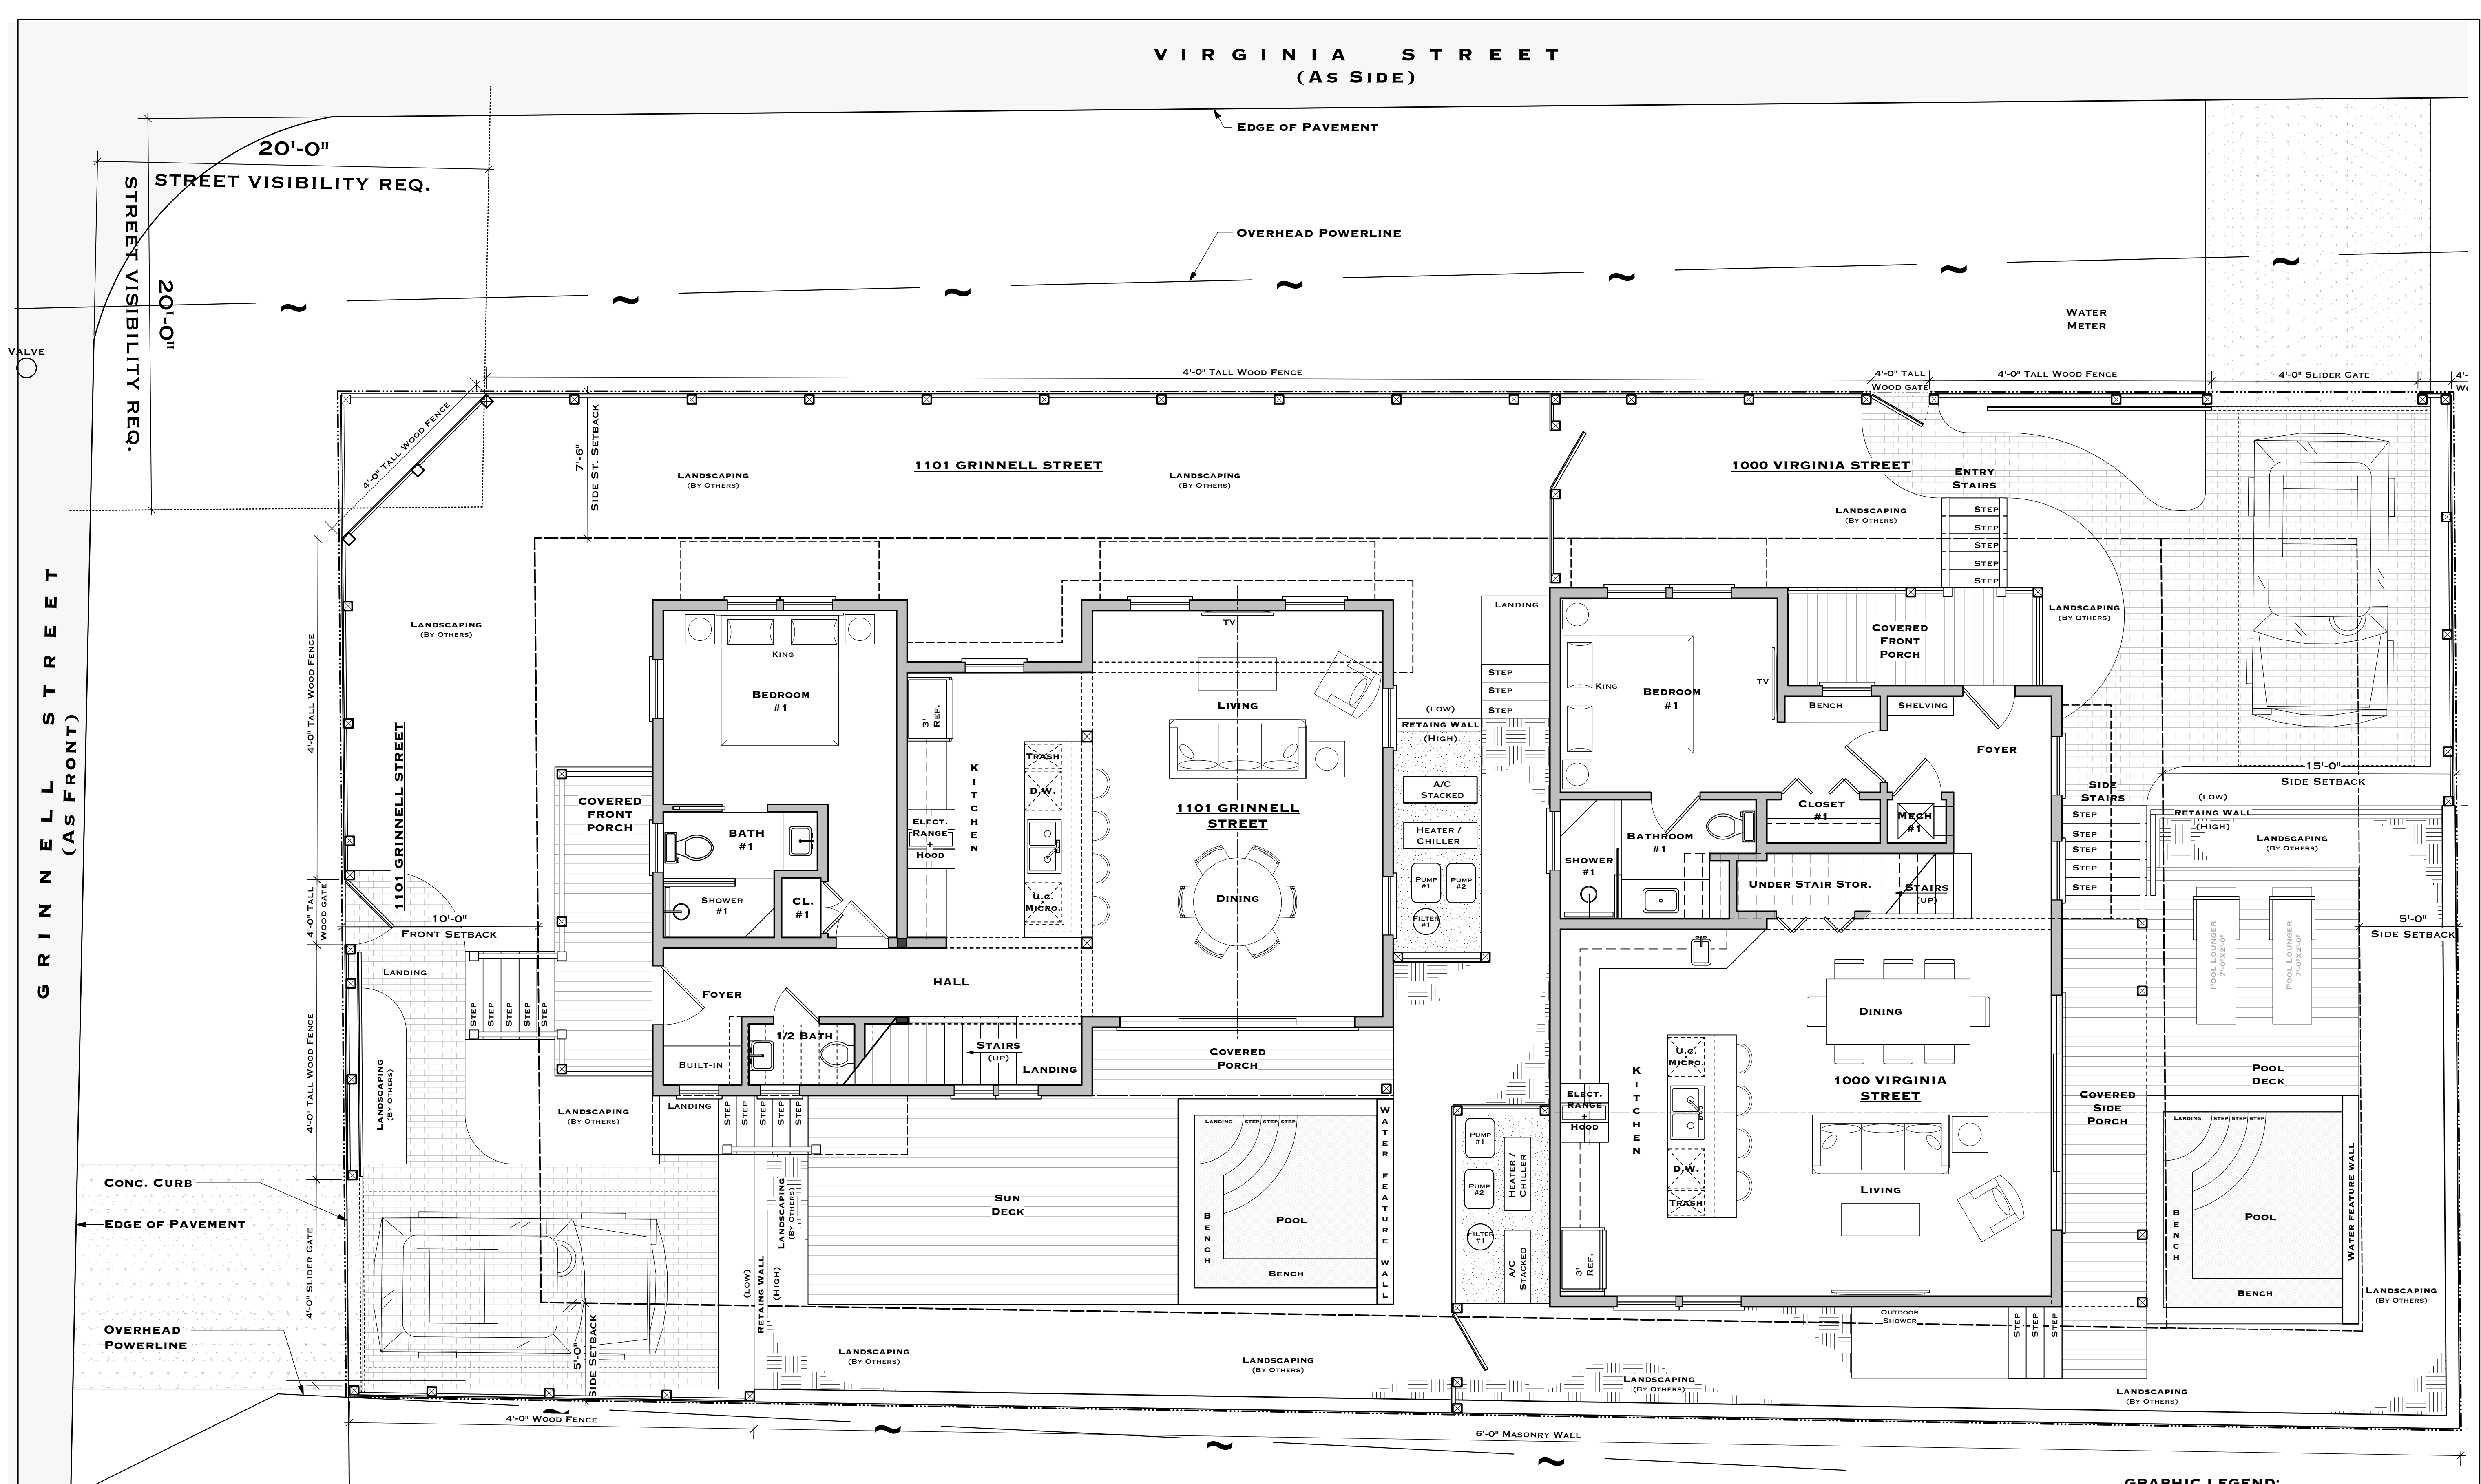 VIRGINIA STREET
(As Side)
Edge of Pavement
20'-0"
STREET VISIBILITY REQ.
STREET VISIBILITY REQ.
20'-0"
Overhead Powerline
Water
Meter
Valve
4'-0" Tall Wood Fence
4'-0" Tall
Wood gate
4'-0" Tall Wood Fence
4'-0" Slider Gate
4'-0" Tall Wood Fence
7'-6"
Side St. Setback
Landscaping
(By Others)
1101 GRINNELL STREET
Landscaping
(By Others)
1000 VIRGINIA STREET
Entry
Stairs
Landscaping
(By Others)
Step
Step
Step
Step
Step
GRINNELL STREET
(As Front)
4'-0" Tall Wood Fence
Landscaping
(By Others)
1101 GRINNELL STREET
4'-0" Tall
Wood gate
10'-0"
Front Setback
Landing
4'-0" Tall Wood Fence
Landscaping
(By Others)
Step
Step
Step
Step
Step
Covered
Front
Porch
King
Bedroom
#1
Bath
#1
Shower
#1
CL.
#1
3'
Ref.
Elect.
Range
+
Hood
KITCHEN
Trash
D.W.
U.c.
Micro.
TV
Living
1101 GRINNELL
STREET
Dining
Foyer
Hall
1/2 Bath
Built-in
Stairs
(up)
Landing
Covered
Porch
Landing
Step
Step
Step
Step
Step
Landscaping
(By Others)
Sun
Deck
Landscaping
(By Others)
(low)
Retaing Wall
(High)
Landing
Step
Step
Step
Pool
BENCH
Bench
WATER FEATURE WALL
Landing
Step
Step
Step
(low)
Retaing Wall
(High)
A/C
Stacked
Heater /
Chiller
Pump
#1
Pump
#2
Filter
#1
King
Bedroom
#1
TV
Covered
Front
Porch
Landscaping
(By Others)
Bench
Shelving
Foyer
Closet
#1
Mech
#1
Bathroom
#1
Shower
#1
Under Stair Stor.
Stairs
(up)
Side
Stairs
Step
Step
Step
Step
Step
15'-0"
Side Setback
(low)
Retaing Wall
(High)
Landscaping
(By Others)
Pool Lounger
7'-0"x2'-0"
Pool Lounger
7'-0"x2'-0"
5'-0"
Side Setback
Pool
Deck
Dining
1000 VIRGINIA
STREET
KITCHEN
U.c.
Micro.
D.W.
Trash
Elect.
Range
+
Hood
3'
Ref.
Living
Covered
Side
Porch
Landing
Step
Step
Step
Pool
BENCH
Bench
Water Feature Wall
Landscaping
(By Others)
Pump
#1
Pump
#2
Filter
#1
Heater /
Chiller
A/C
Stacked
Outdoor
Shower
Step
Step
Step
Conc. Curb
Edge of Pavement
Overhead
Powerline
4'-0" Slider Gate
5'-0"
Side Setback
Landscaping
(By Others)
Landscaping
(By Others)
Landscaping
(By Others)
Landscaping
(By Others)
4'-0" Wood Fence
6'-0" Masonry Wall
GRAPHIC LEGEND: